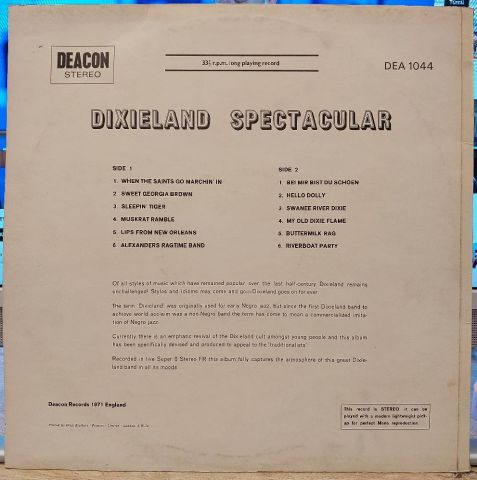 DEACON
STEREO
33⅓ r.p.m. long playing record
DEA 1044
DIXIELAND SPECTACULAR
SIDE 1
1. WHEN THE SAINTS GO MARCHIN' IN
2. SWEET GEORGIA BROWN
3. SLEEPIN' TIGER
4. MUSKRAT RAMBLE
5. LIPS FROM NEW ORLEANS
6. ALEXANDERS RAGTIME BAND
SIDE 2
1. BEI MIR BIST DU SCHOEN
2. HELLO DOLLY
3. SWANEE RIVER DIXIE
4. MY OLD DIXIE FLAME
5. BUTTERMILK RAG
6. RIVERBOAT PARTY
Of all styles of music which have remained popular over the last half-century Dixieland remains
unchallenged! Styles and idioms may come and go — Dixieland goes on for ever.
The term 'Dixieland' was originally used for early Negro jazz, but since the first Dixieland band to
achieve world acclaim was a non-Negro band the term has come to mean a commercialized imita-
tion of Negro jazz.
Currently there is an emphatic revival of the Dixieland cult amongst young people and this album
has been specifically devised and produced to appeal to the "traditionalists".
Recorded in live Super 8 Stereo FR this album fully captures the atmosphere of this great Dixie-
land band in all its moods.
Deacon Records 1971 England
This record is STEREO it can be
played with a modern lightweight pick-
up for perfect Mono reproduction.